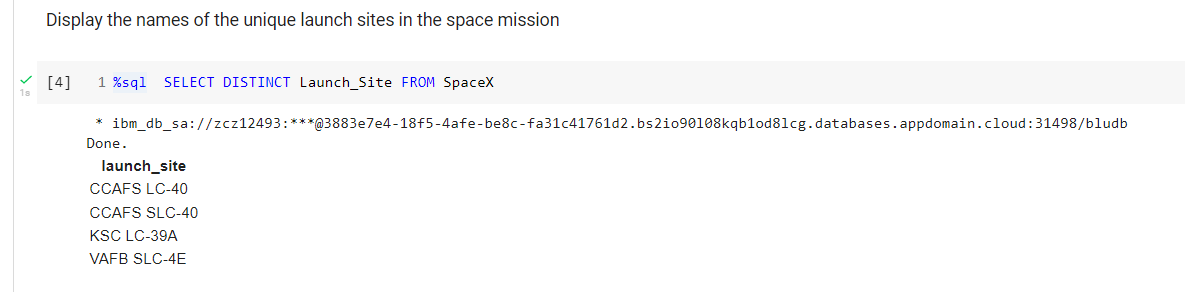 Display the names of the unique launch sites in the space mission
[4] 1 %sql SELECT DISTINCT Launch_Site FROM SpaceX
1s
* ibm_db_sa://zcz12493:***@3883e7e4-18f5-4afe-be8c-fa31c41761d2.bs2io90l08kqb1od8lcg.databases.appdomain.cloud:31498/bludb
Done.
launch_site
CCAFS LC-40
CCAFS SLC-40
KSC LC-39A
VAFB SLC-4E